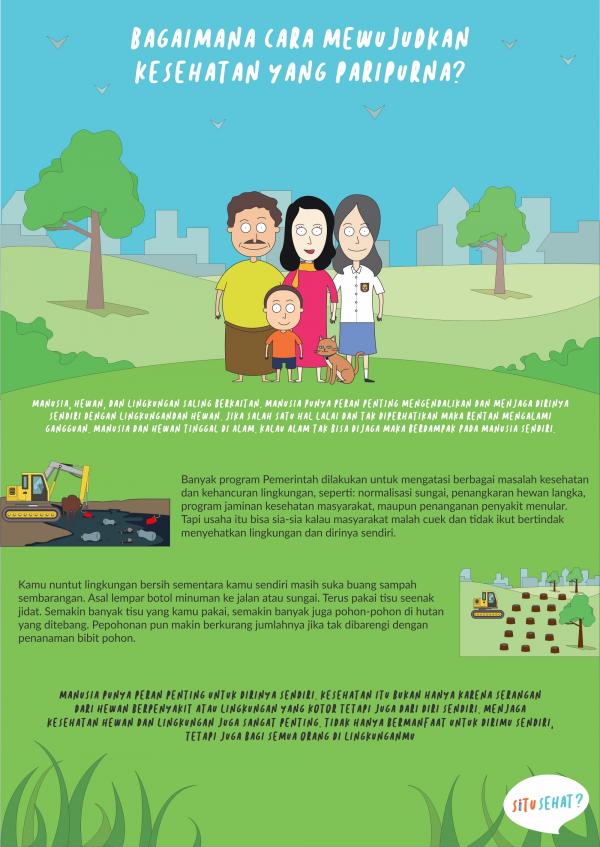 BAGAIMANA CARA MEWUJUDKAN
KESEHATAN YANG PARIPURNA?
MANUSIA, HEWAN, DAN LINGKUNGAN SALING BERKAITAN. MANUSIA PUNYA PERAN PENTING MENGENDALIKAN DAN MENJAGA DIRINYA
SENDIRI DENGAN LINGKUNGANDAN HEWAN. JIKA SALAH SATU HAL LALAI DAN TAK DIPERHATIKAN MAKA RENTAN MENGALAMI
GANGGUAN. MANUSIA DAN HEWAN TINGGAL DI ALAM. KALAU ALAM TAK BISA DIJAGA MAKA BERDAMPAK PADA MANUSIA SENDIRI.
Banyak program Pemerintah dilakukan untuk mengatasi berbagai masalah kesehatan
dan kehancuran lingkungan, seperti: normalisasi sungai, penangkaran hewan langka,
program jaminan kesehatan masyarakat, maupun penanganan penyakit menular.
Tapi usaha itu bisa sia-sia kalau masyarakat malah cuek dan tidak ikut bertindak
menyehatkan lingkungan dan dirinya sendiri.
Kamu nuntut lingkungan bersih sementara kamu sendiri masih suka buang sampah
sembarangan. Asal lempar botol minuman ke jalan atau sungai. Terus pakai tisu seenak
jidat. Semakin banyak tisu yang kamu pakai, semakin banyak juga pohon-pohon di hutan
yang ditebang. Pepohonan pun makin berkurang jumlahnya jika tak dibarengi dengan
penanaman bibit pohon.
MANUSIA PUNYA PERAN PENTING UNTUK DIRINYA SENDIRI. KESEHATAN ITU BUKAN HANYA KARENA SERANGAN
DARI HEWAN BERPENYAKIT ATAU LINGKUNGAN YANG KOTOR TETAPI JUGA DARI DIRI SENDIRI. MENJAGA
KESEHATAN HEWAN DAN LINGKUNGAN JUGA SANGAT PENTING. TIDAK HANYA BERMANFAAT UNTUK DIRIMU SENDIRI,
TETAPI JUGA BAGI SEMUA ORANG DI LINGKUNGANMU
SITUSEHAT?